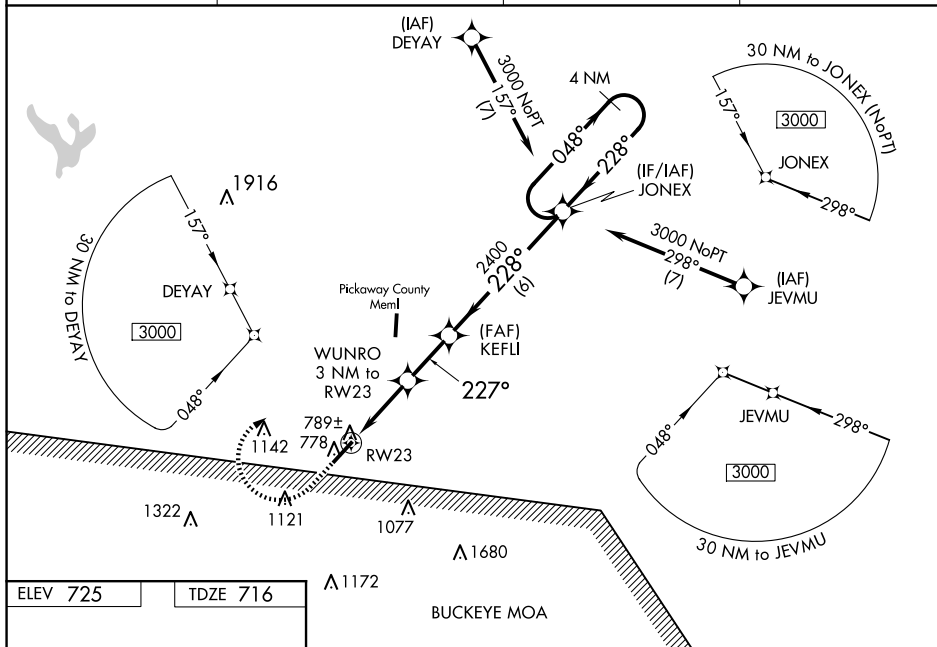 (IAF)
DEYAY
3000 NoPT
157°
(7)
4 NM
048°
228°
(IF/IAF)
JONEX
30 NM to JONEX (NoPT)
157°
3000
JONEX
298°
1916
30 NM to DEYAY
157°
DEYAY
3000
048°
3000 NoPT
298°
(7)
(IAF)
JEVMU
2400
228°
(6)
Pickaway County
Meml
(FAF)
KEFLI
WUNRO
3 NM to
RW23
227°
789±
778
1142
RW23
1121
1322
1077
1680
1172
048°
JEVMU
298°
3000
30 NM to JEVMU
ELEV 725
TDZE 716
BUCKEYE MOA